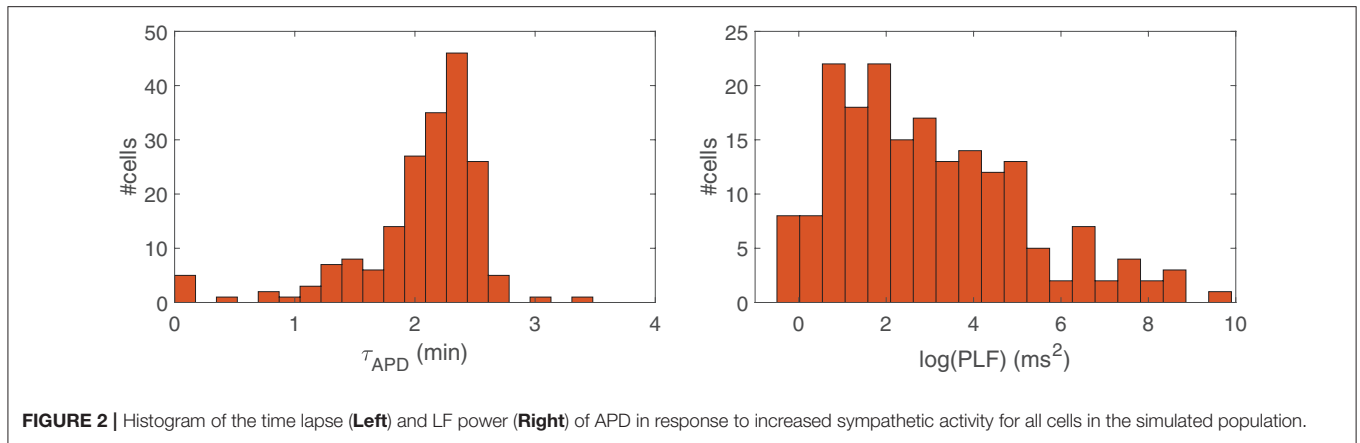 50
40
30
20
10
0
#cells
0 1 2 3 4
τAPD (min)
25
20
15
10
5
0
#cells
0 2 4 6 8 10
log(PLF) (ms²)
FIGURE 2 | Histogram of the time lapse (Left) and LF power (Right) of APD in response to increased sympathetic activity for all cells in the simulated population.